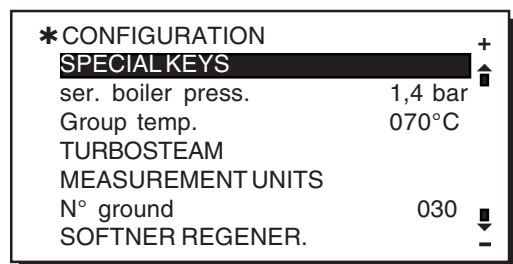 ✱CONFIGURATION
+
SPECIAL KEYS
ser. boiler press. 1,4 bar
Group temp. 070°C
TURBOSTEAM
MEASUREMENT UNITS
N° ground 030
SOFTNER REGENER.
–